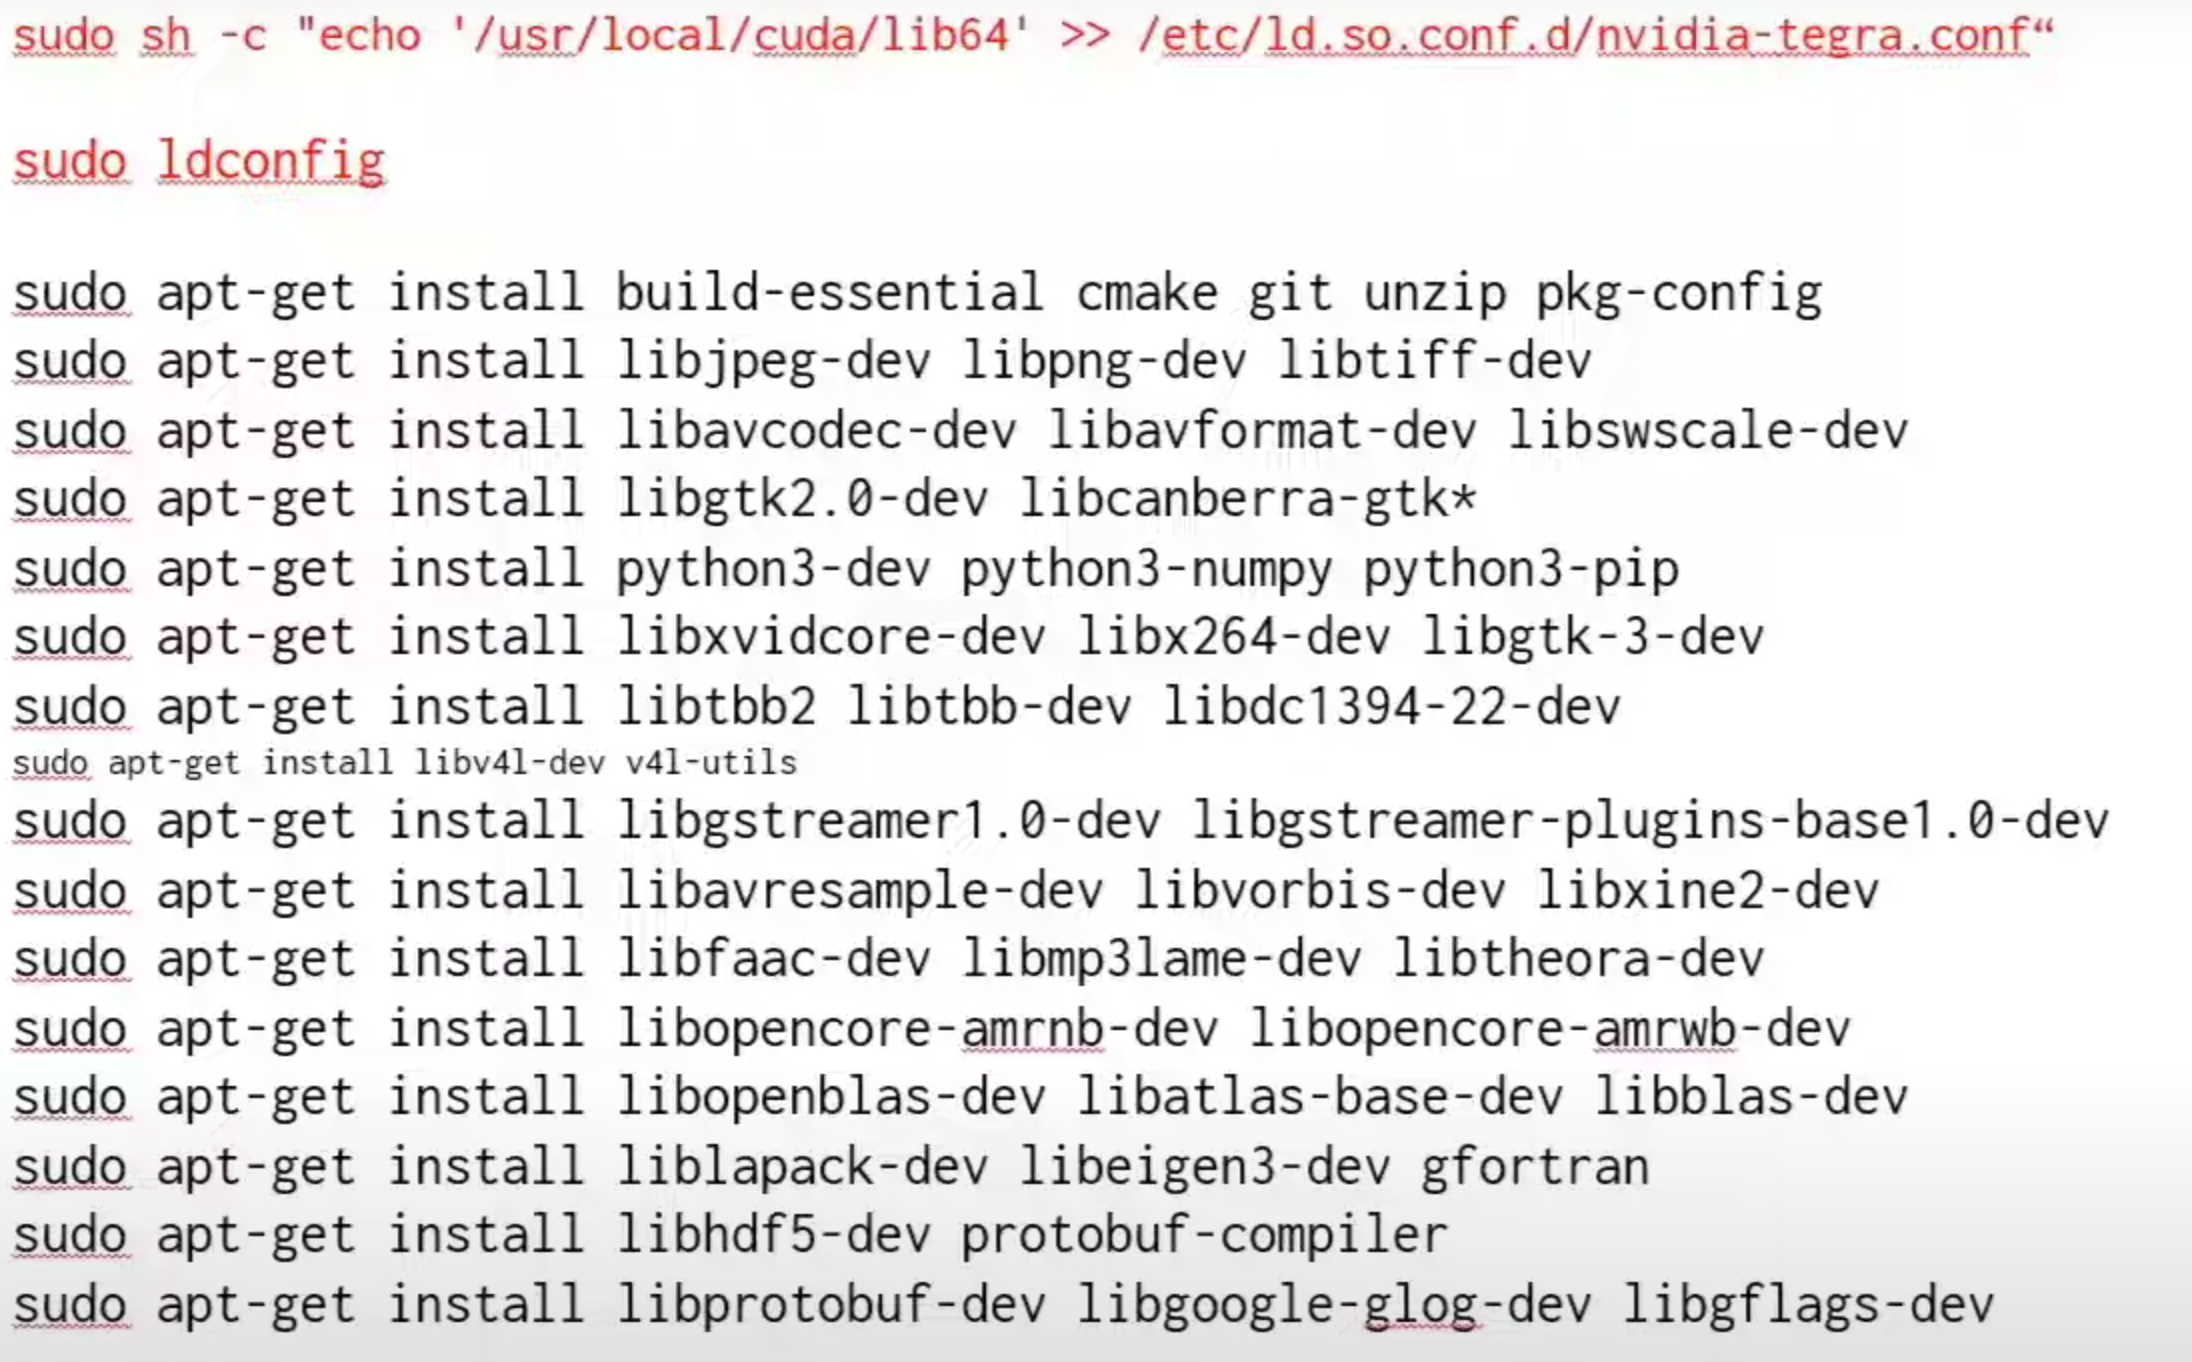 sudo sh -c "echo '/usr/local/cuda/lib64' >> /etc/ld.so.conf.d/nvidia-tegra.conf“
sudo ldconfig
sudo apt-get install build-essential cmake git unzip pkg-config
sudo apt-get install libjpeg-dev libpng-dev libtiff-dev
sudo apt-get install libavcodec-dev libavformat-dev libswscale-dev
sudo apt-get install libgtk2.0-dev libcanberra-gtk*
sudo apt-get install python3-dev python3-numpy python3-pip
sudo apt-get install libxvidcore-dev libx264-dev libgtk-3-dev
sudo apt-get install libtbb2 libtbb-dev libdc1394-22-dev
sudo apt-get install libv4l-dev v4l-utils
sudo apt-get install libgstreamer1.0-dev libgstreamer-plugins-base1.0-dev
sudo apt-get install libavresample-dev libvorbis-dev libxine2-dev
sudo apt-get install libfaac-dev libmp3lame-dev libtheora-dev
sudo apt-get install libopencore-amrnb-dev libopencore-amrwb-dev
sudo apt-get install libopenblas-dev libatlas-base-dev libblas-dev
sudo apt-get install liblapack-dev libeigen3-dev gfortran
sudo apt-get install libhdf5-dev protobuf-compiler
sudo apt-get install libprotobuf-dev libgoogle-glog-dev libgflags-dev